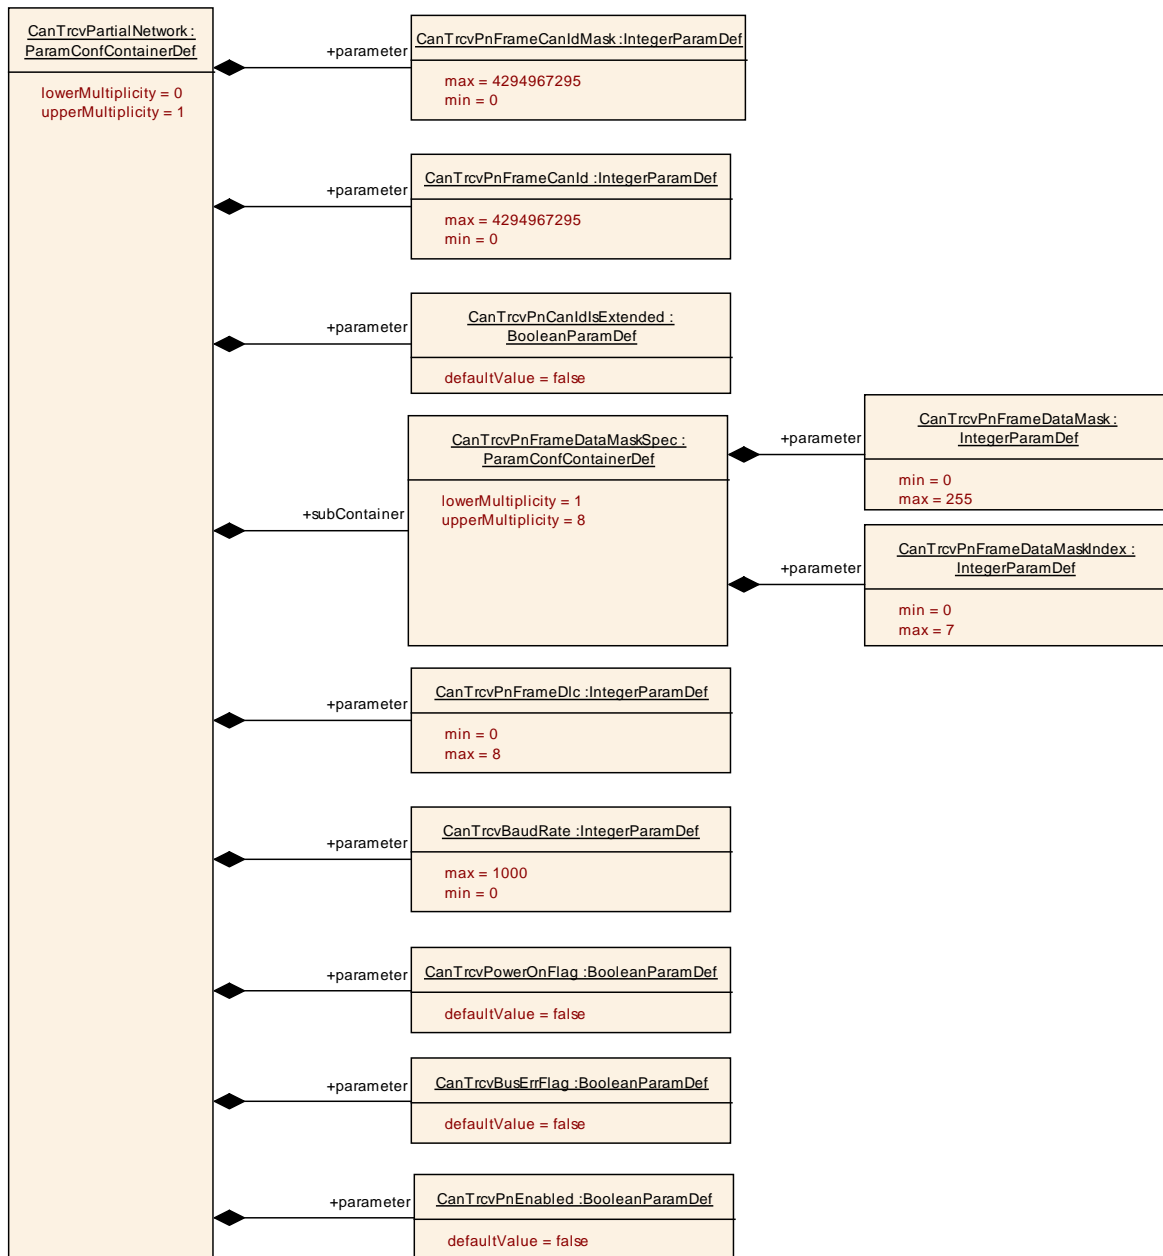 CanTrcvPartialNetwork :
ParamConfContainerDef
lowerMultiplicity = 0
upperMultiplicity = 1
+parameter
CanTrcvPnFrameCanIdMask :IntegerParamDef
max = 4294967295
min = 0
+parameter
CanTrcvPnFrameCanId :IntegerParamDef
max = 4294967295
min = 0
+parameter
CanTrcvPnCanIdIsExtended :
BooleanParamDef
defaultValue = false
+subContainer
CanTrcvPnFrameDataMaskSpec :
ParamConfContainerDef
lowerMultiplicity = 1
upperMultiplicity = 8
+parameter
CanTrcvPnFrameDataMask :
IntegerParamDef
min = 0
max = 255
+parameter
CanTrcvPnFrameDataMaskIndex :
IntegerParamDef
min = 0
max = 7
+parameter
CanTrcvPnFrameDlc :IntegerParamDef
min = 0
max = 8
+parameter
CanTrcvBaudRate :IntegerParamDef
max = 1000
min = 0
+parameter
CanTrcvPowerOnFlag :BooleanParamDef
defaultValue = false
+parameter
CanTrcvBusErrFlag :BooleanParamDef
defaultValue = false
+parameter
CanTrcvPnEnabled :BooleanParamDef
defaultValue = false